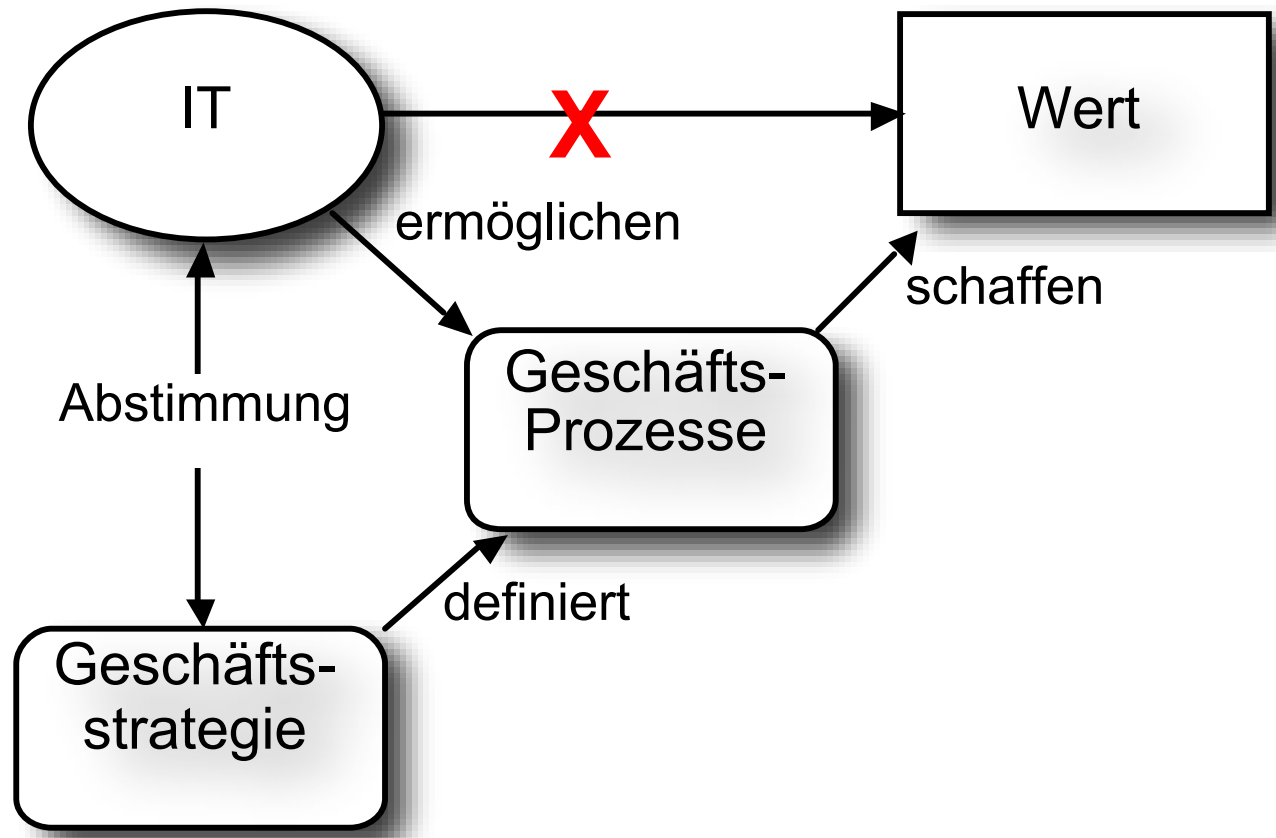 IT
X
Wert
ermöglichen
schaffen
Geschäfts-
Prozesse
Abstimmung
definiert
Geschäfts-
strategie